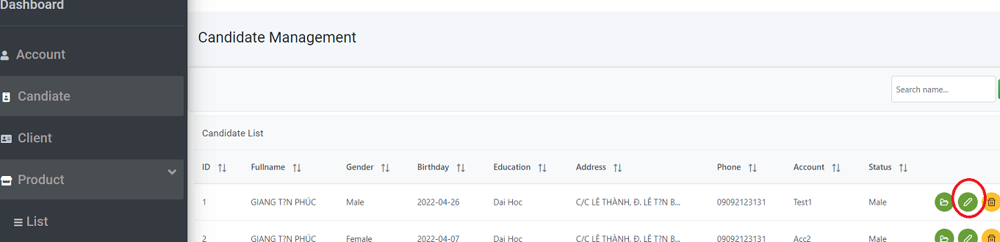 Dashboard
Account
Candiate
Client
Product
List
Candidate Management
Search name...
Candidate List
ID Fullname Gender Birthday Education Address Phone Account Status
1 GIANG T?N PHÚC Male 2022-04-26 Dai Hoc C/C LÊ THÀNH, Đ. LÊ T?N B... 09092123131 Test1 Male
2 GIANG T?N PHÚC Female 2022-04-07 Dai Hoc C/C LÊ THÀNH, Đ. LÊ T?N B... 09092123131 Acc2 Male